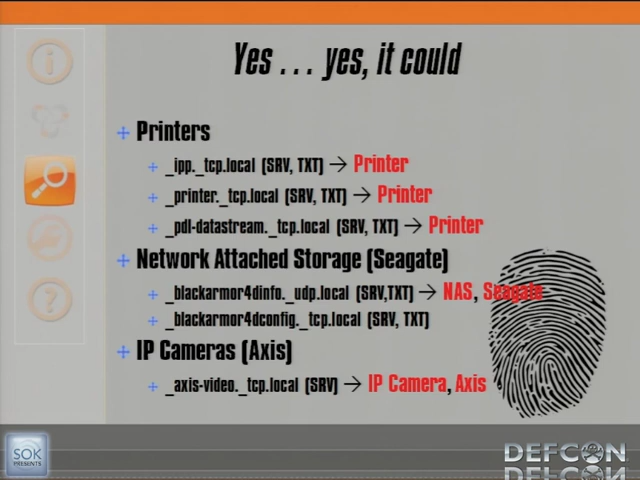 Yes . . . yes, it could
Printers
_ipp._tcp.local (SRV, TXT) → Printer
_printer._tcp.local (SRV, TXT) → Printer
_pdl-datastream._tcp.local (SRV, TXT) → Printer
Network Attached Storage (Seagate)
_blackarmor4dinfo._udp.local (SRV,TXT) → NAS, Seagate
_blackarmor4dconfig._tcp.local (SRV, TXT)
IP Cameras (Axis)
_axis-video._tcp.local (SRV) → IP Camera, Axis
SOK
PRESENTS
DEFCON